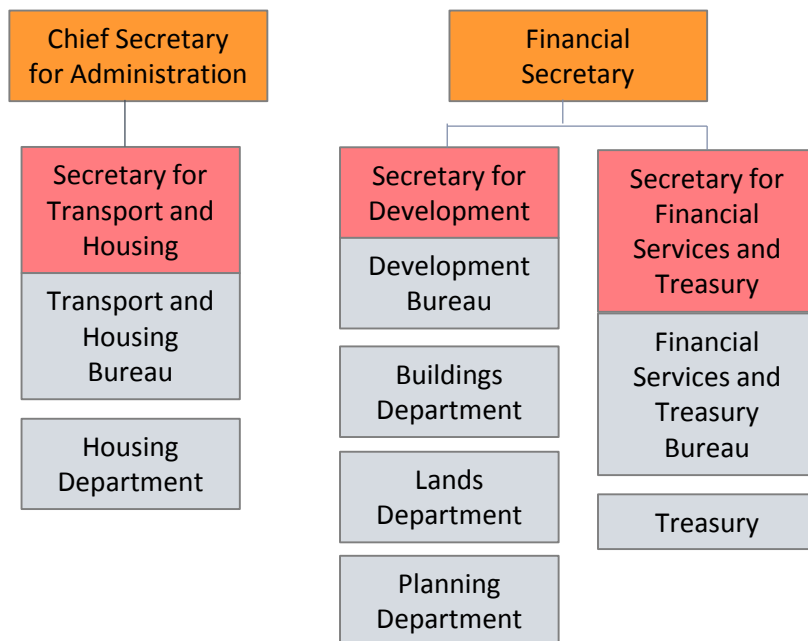 Chief Secretary
for Administration
Financial
Secretary
Secretary for
Transport and
Housing
Transport and
Housing
Bureau
Housing
Department
Secretary for
Development
Development
Bureau
Buildings
Department
Lands
Department
Planning
Department
Secretary for
Financial
Services and
Treasury
Financial
Services and
Treasury
Bureau
Treasury